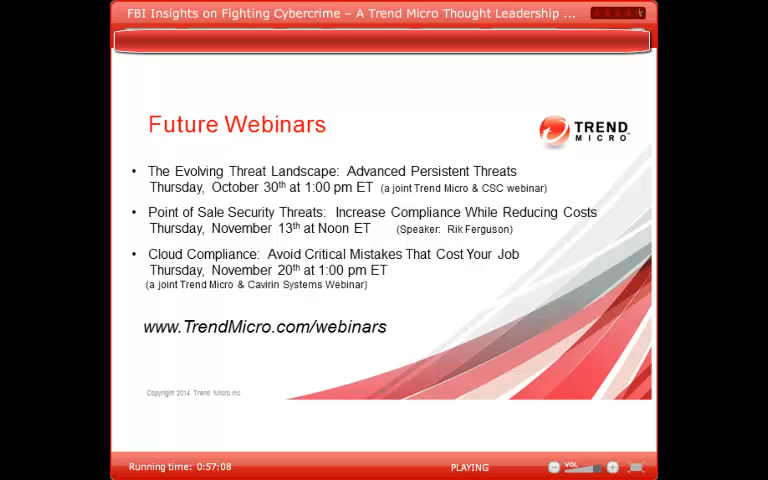 FBI Insights on Fighting Cybercrime – A Trend Micro Thought Leadership ...
Future Webinars
TREND
MICRO
• The Evolving Threat Landscape: Advanced Persistent Threats
Thursday, October 30th at 1:00 pm ET (a joint Trend Micro & CSC webinar)
• Point of Sale Security Threats: Increase Compliance While Reducing Costs
Thursday, November 13th at Noon ET (Speaker: Rik Ferguson)
• Cloud Compliance: Avoid Critical Mistakes That Cost Your Job
Thursday, November 20th at 1:00 pm ET
(a joint Trend Micro & Cavirin Systems Webinar)
www.TrendMicro.com/webinars
Copyright 2014 Trend Micro Inc.
Running time: 0:57:08
PLAYING
VOL